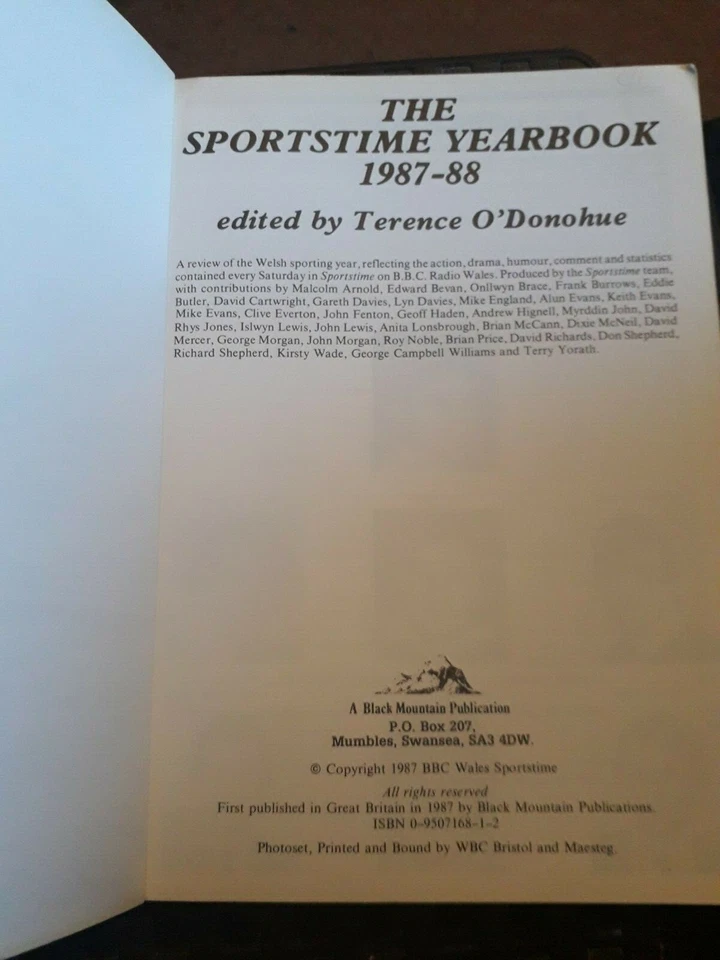 THE
SPORTSTIME YEARBOOK
1987-88
edited by Terence O'Donohue
A review of the Welsh sporting year, reflecting the action, drama, humour, comment and statistics
contained every Saturday in Sportstime on B.B.C. Radio Wales. Produced by the Sportstime team,
with contributions by Malcolm Arnold, Edward Bevan, Onllwyn Brace, Frank Burrows, Eddie
Butler, David Cartwright, Gareth Davies, Lyn Davies, Mike England, Alun Evans, Keith Evans,
Mike Evans, Clive Everton, John Fenton, Geoff Haden, Andrew Hignell, Myrddin John, David
Rhys Jones, Islwyn Lewis, John Lewis, Anita Lonsbrough, Brian McCann, Dixie McNeil, David
Mercer, George Morgan, John Morgan, Roy Noble, Brian Price, David Richards, Don Shepherd,
Richard Shepherd, Kirsty Wade, George Campbell Williams and Terry Yorath.
A Black Mountain Publication
P.O. Box 207,
Mumbles, Swansea, SA3 4DW.
© Copyright 1987 BBC Wales Sportstime
All rights reserved
First published in Great Britain in 1987 by Black Mountain Publications.
ISBN 0-9507168-1-2
Photoset, Printed and Bound by WBC Bristol and Maesteg.